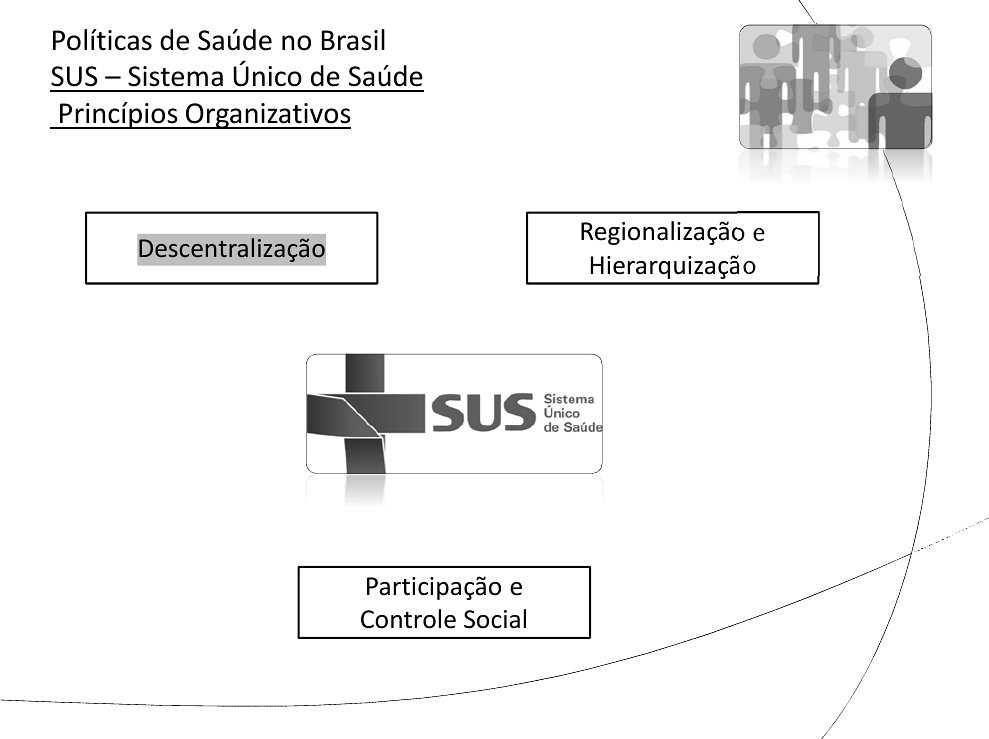 Políticas de Saúde no Brasil
SUS – Sistema Único de Saúde
Princípios Organizativos
Descentralização
Regionalização e
Hierarquização
SUS
Sistema
Único
de Saúde
Participação e
Controle Social